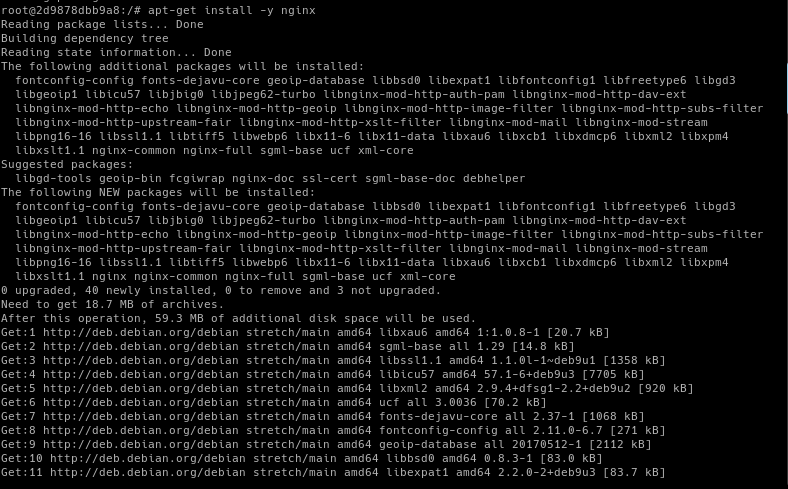 root@2d9878dbb9a8:/# apt-get install -y nginx
Reading package lists... Done
Building dependency tree
Reading state information... Done
The following additional packages will be installed:
  fontconfig-config fonts-dejavu-core geoip-database libbsd0 libexpat1 libfontconfig1 libfreetype6 libgd3
  libgeoip1 libicu57 libjbig0 libjpeg62-turbo libnginx-mod-http-auth-pam libnginx-mod-http-dav-ext
  libnginx-mod-http-echo libnginx-mod-http-geoip libnginx-mod-http-image-filter libnginx-mod-http-subs-filter
  libnginx-mod-http-upstream-fair libnginx-mod-http-xslt-filter libnginx-mod-mail libnginx-mod-stream
  libpng16-16 libssl1.1 libtiff5 libwebp6 libx11-6 libx11-data libxau6 libxcb1 libxdmcp6 libxml2 libxpm4
  libxslt1.1 nginx-common nginx-full sgml-base ucf xml-core
Suggested packages:
  libgd-tools geoip-bin fcgiwrap nginx-doc ssl-cert sgml-base-doc debhelper
The following NEW packages will be installed:
  fontconfig-config fonts-dejavu-core geoip-database libbsd0 libexpat1 libfontconfig1 libfreetype6 libgd3
  libgeoip1 libicu57 libjbig0 libjpeg62-turbo libnginx-mod-http-auth-pam libnginx-mod-http-dav-ext
  libnginx-mod-http-echo libnginx-mod-http-geoip libnginx-mod-http-image-filter libnginx-mod-http-subs-filter
  libnginx-mod-http-upstream-fair libnginx-mod-http-xslt-filter libnginx-mod-mail libnginx-mod-stream
  libpng16-16 libssl1.1 libtiff5 libwebp6 libx11-6 libx11-data libxau6 libxcb1 libxdmcp6 libxml2 libxpm4
  libxslt1.1 nginx nginx-common nginx-full sgml-base ucf xml-core
0 upgraded, 40 newly installed, 0 to remove and 3 not upgraded.
Need to get 18.7 MB of archives.
After this operation, 59.3 MB of additional disk space will be used.
Get:1 http://deb.debian.org/debian stretch/main amd64 libxau6 amd64 1:1.0.8-1 [20.7 kB]
Get:2 http://deb.debian.org/debian stretch/main amd64 sgml-base all 1.29 [14.8 kB]
Get:3 http://deb.debian.org/debian stretch/main amd64 libssl1.1 amd64 1.1.0l-1~deb9u1 [1358 kB]
Get:4 http://deb.debian.org/debian stretch/main amd64 libicu57 amd64 57.1-6+deb9u3 [7705 kB]
Get:5 http://deb.debian.org/debian stretch/main amd64 libxml2 amd64 2.9.4+dfsg1-2.2+deb9u2 [920 kB]
Get:6 http://deb.debian.org/debian stretch/main amd64 ucf all 3.0036 [70.2 kB]
Get:7 http://deb.debian.org/debian stretch/main amd64 fonts-dejavu-core all 2.37-1 [1068 kB]
Get:8 http://deb.debian.org/debian stretch/main amd64 fontconfig-config all 2.11.0-6.7 [271 kB]
Get:9 http://deb.debian.org/debian stretch/main amd64 geoip-database all 20170512-1 [2112 kB]
Get:10 http://deb.debian.org/debian stretch/main amd64 libbsd0 amd64 0.8.3-1 [83.0 kB]
Get:11 http://deb.debian.org/debian stretch/main amd64 libexpat1 amd64 2.2.0-2+deb9u3 [83.7 kB]